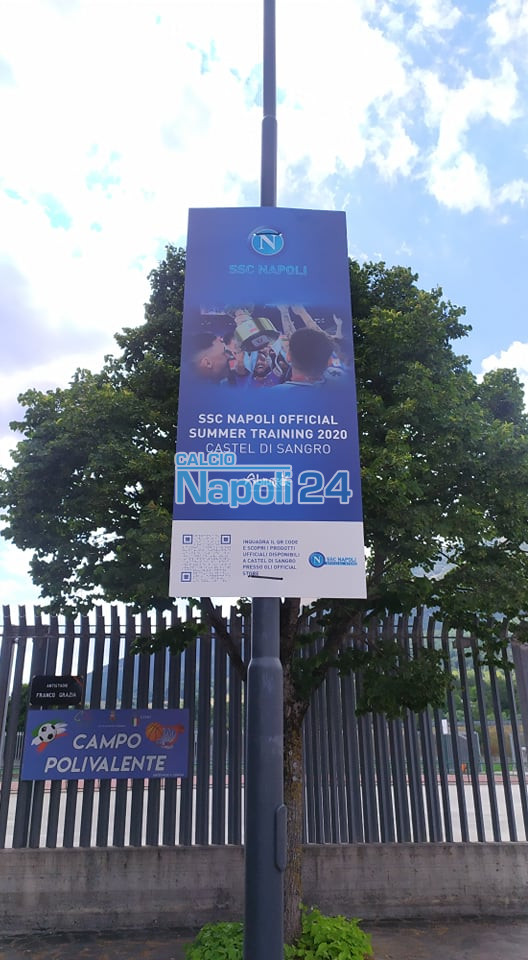 N
SSC NAPOLI
SSC NAPOLI OFFICIAL
SUMMER TRAINING 2020
CASTEL DI SANGRO
CALCIO
Napoli 24
INQUADRA IL QR CODE
E SCOPRI I PRODOTTI
UFFICIALI DISPONIBILI
A CASTEL DI SANGRO
PRESSO GLI OFFICIAL
STORE
N SSC NAPOLI
FRANCO GRAZIA
CAMPO
POLIVALENTE